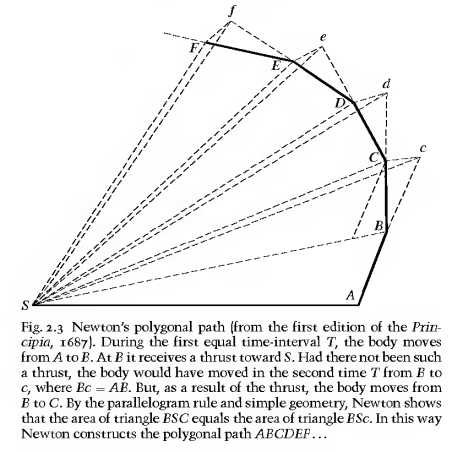 f
e
F
E
d
D
c
C
B
A
S
Fig. 2.3 Newton's polygonal path (from the first edition of the Prin-
cipia, 1687). During the first equal time-interval T, the body moves
from A to B. At B it receives a thrust toward S. Had there not been such
a thrust, the body would have moved in the second time T from B to
c, where Bc = AB. But, as a result of the thrust, the body moves from
B to C. By the parallelogram rule and simple geometry, Newton shows
that the area of triangle BSC equals the area of triangle BSc. In this way
Newton constructs the polygonal path ABCDEF...